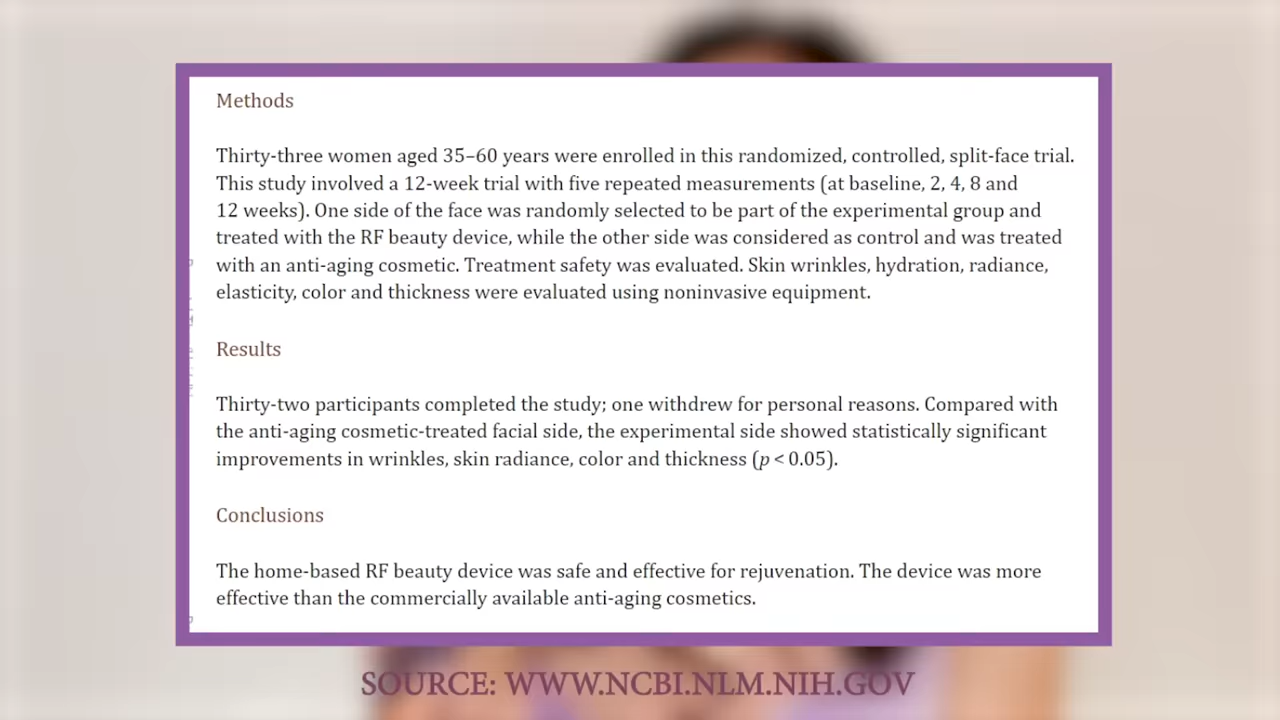 Methods
Thirty-three women aged 35–60 years were enrolled in this randomized, controlled, split-face trial.
This study involved a 12-week trial with five repeated measurements (at baseline, 2, 4, 8 and
12 weeks). One side of the face was randomly selected to be part of the experimental group and
treated with the RF beauty device, while the other side was considered as control and was treated
with an anti-aging cosmetic. Treatment safety was evaluated. Skin wrinkles, hydration, radiance,
elasticity, color and thickness were evaluated using noninvasive equipment.
Results
Thirty-two participants completed the study; one withdrew for personal reasons. Compared with
the anti-aging cosmetic-treated facial side, the experimental side showed statistically significant
improvements in wrinkles, skin radiance, color and thickness (p < 0.05).
Conclusions
The home-based RF beauty device was safe and effective for rejuvenation. The device was more
effective than the commercially available anti-aging cosmetics.
SOURCE: WWW.NCBI.NLM.NIH.GOV